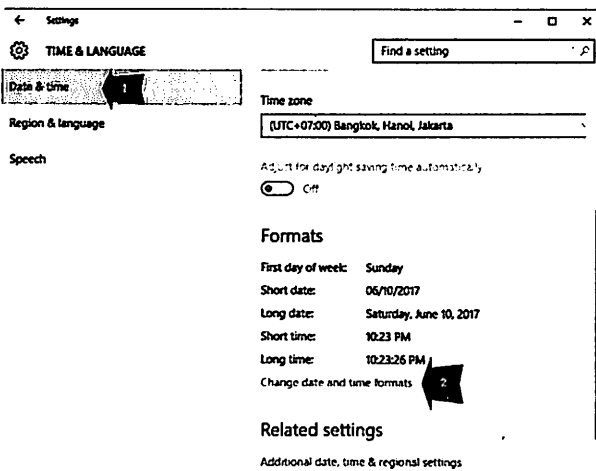 Settings
TIME & LANGUAGE
Find a setting
Date & time
1
Region & language
Speech
Time zone
(UTC+07:00) Bangkok, Hanoi, Jakarta
Adjust for daylight saving time automatically
Off
Formats
First day of week: Sunday
Short date: 06/10/2017
Long date: Saturday, June 10, 2017
Short time: 10:23 PM
Long time: 10:23:26 PM
Change date and time formats
2
Related settings
Additional date, time & regional settings